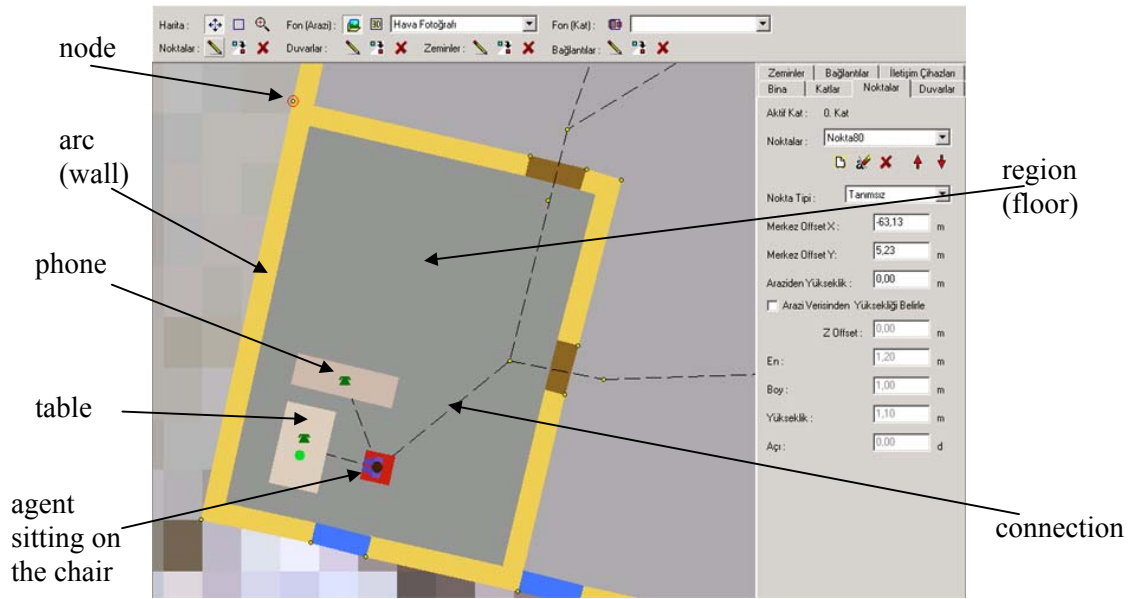 Harita :
Fon (Arazi) :
3D
Hava Fotoğrafı
Fon (Kat) :
Noktalar :
Duvarlar :
Zeminler :
Bağlantılar :
node
arc
(wall)
phone
table
agent
sitting on
the chair
Zeminler
Bağlantılar
İletişim Cihazları
Bina
Katlar
Noktalar
Duvarlar
Aktif Kat :
0. Kat
Noktalar :
Nokta80
Nokta Tipi :
Tanımsız
Merkez Offset X :
-63,13
m
Merkez Offset Y:
5,23
m
Araziden Yükseklik :
0,00
m
Arazi Verisinden Yüksekliği Belirle
Z Offset :
0,00
m
En :
1,20
m
Boy :
1,00
m
Yükseklik :
1,10
m
Açı :
0,00
d
region
(floor)
connection